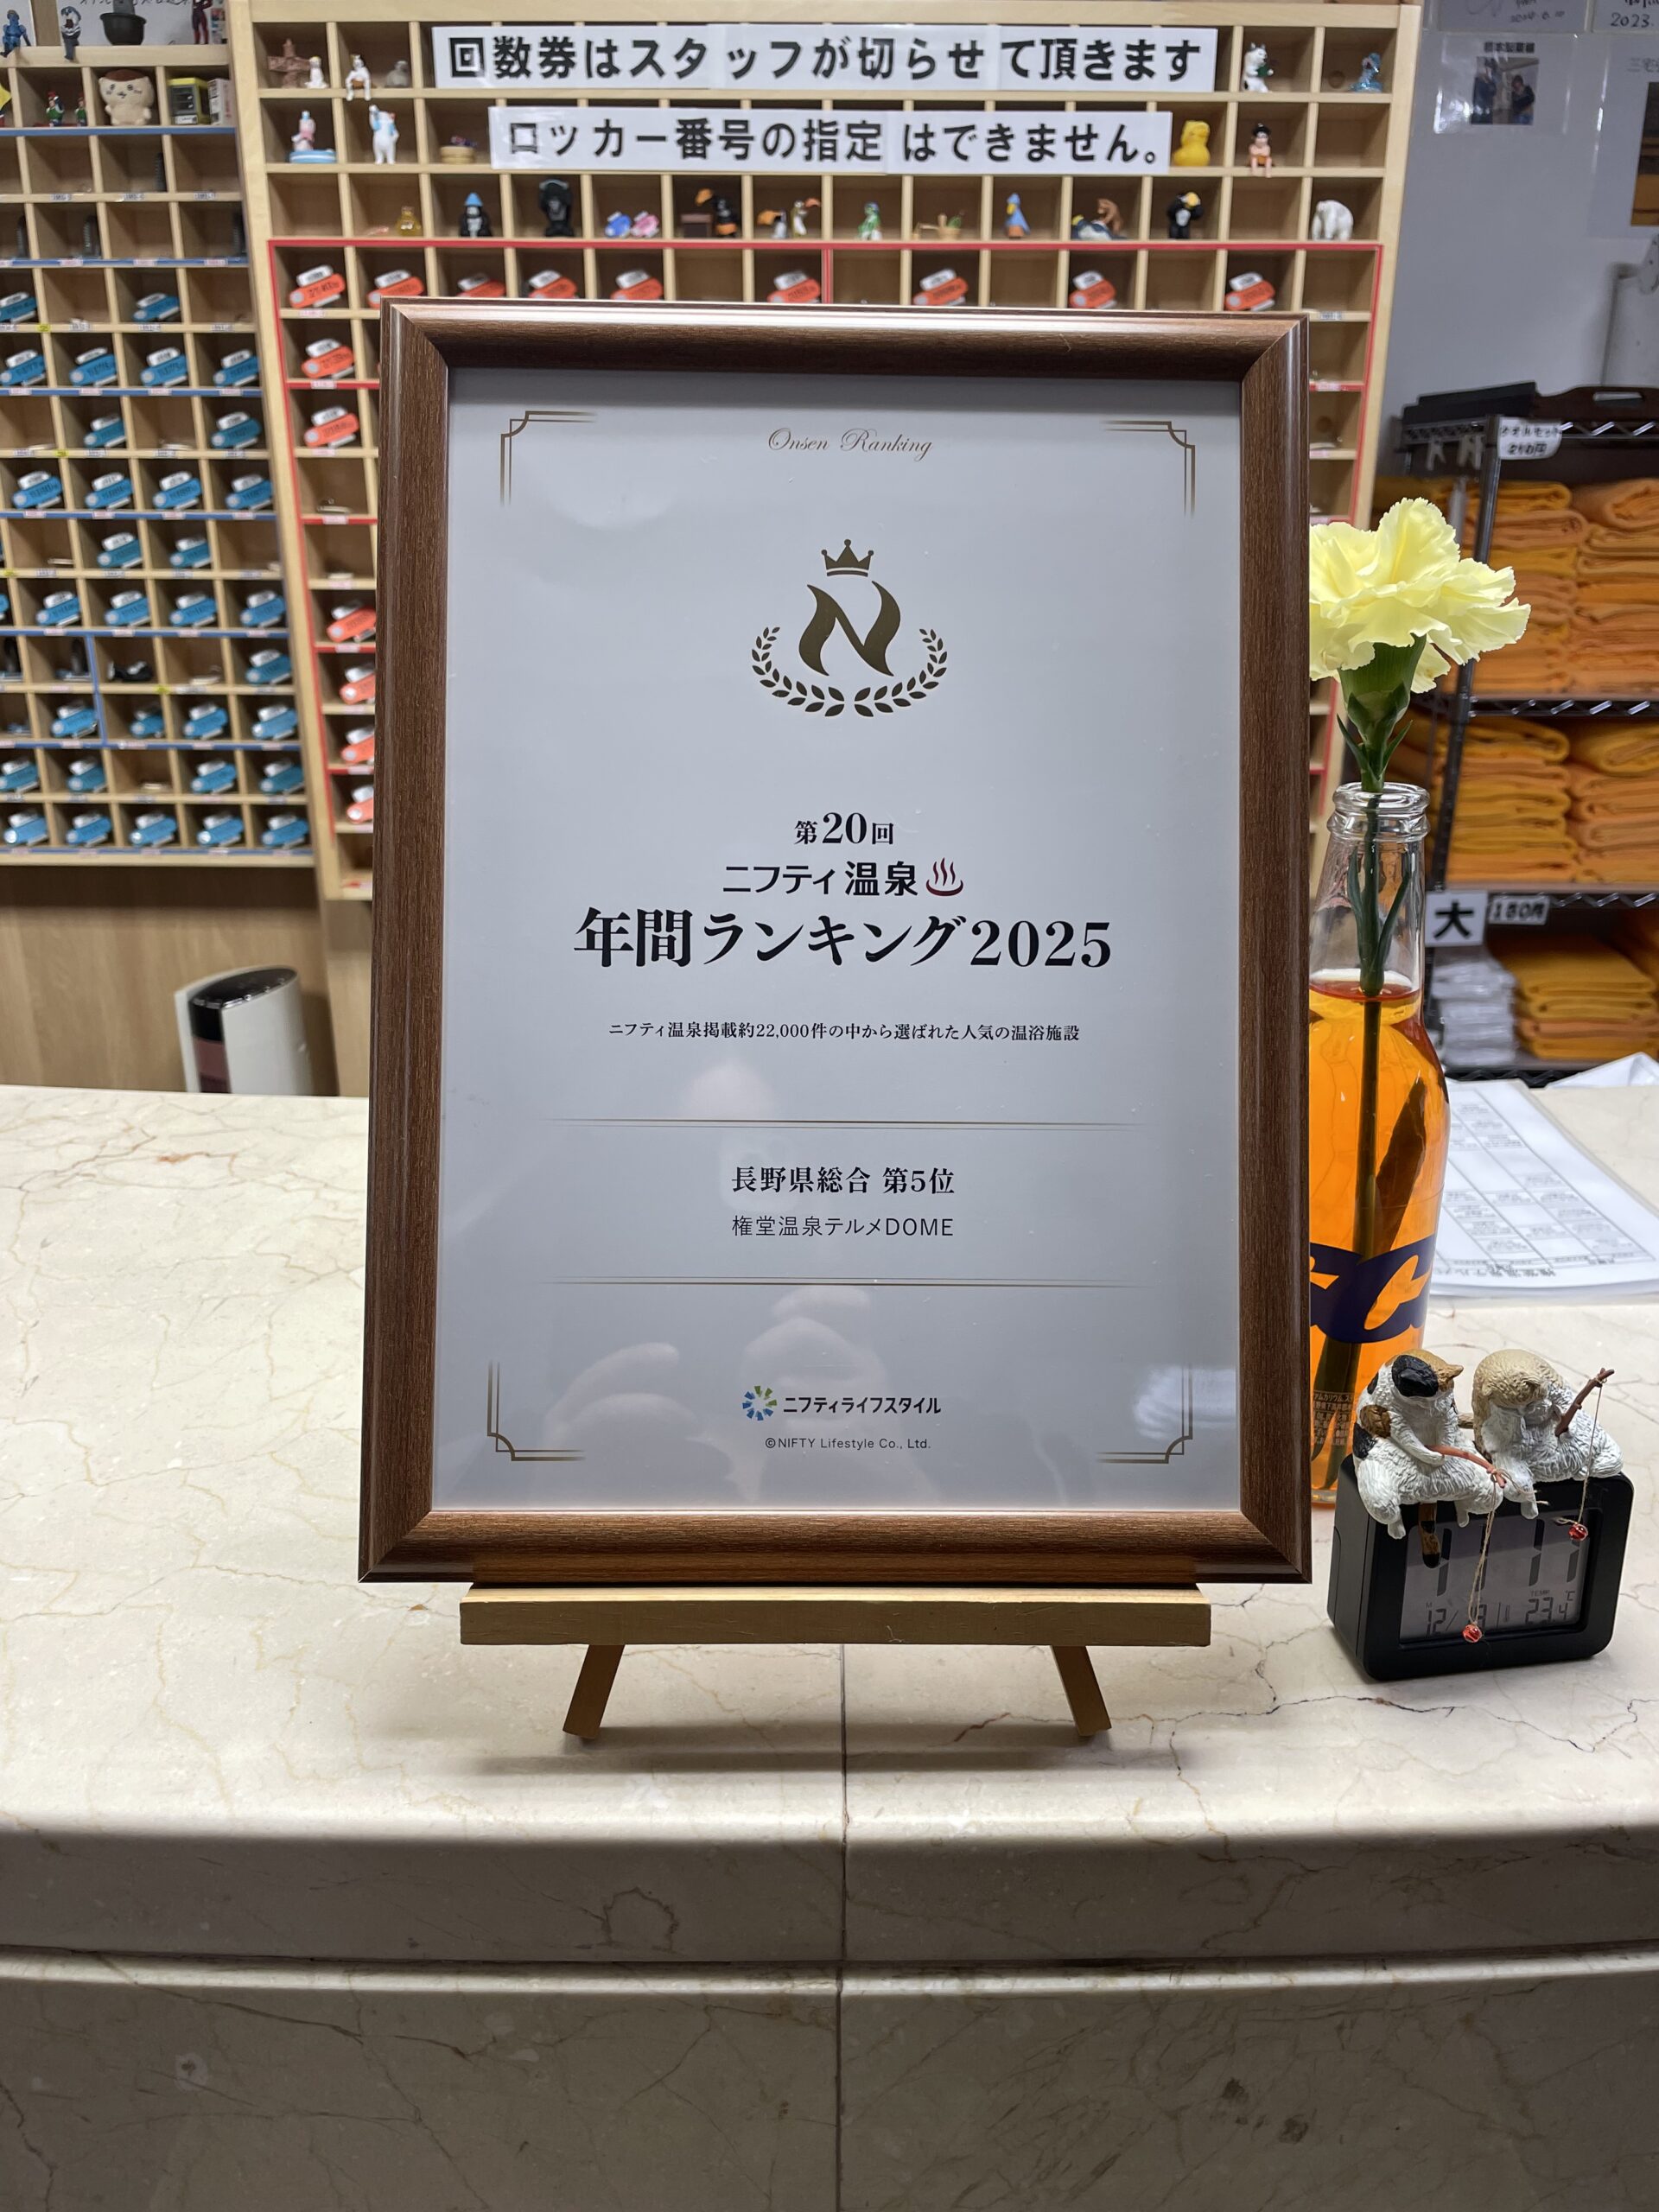 回数券はスタッフが切らせて頂きます
ロッカー番号の指定はできません。
Onsen Ranking
N
第20回
ニフティ温泉
年間ランキング2025
ニフティ温泉掲載約22,000件の中から選ばれた人気の温浴施設
長野県総合 第5位
権堂温泉テルメDOME
ニフティライフスタイル
©NIFTY Lifestyle Co., Ltd.
大
150円
23.4